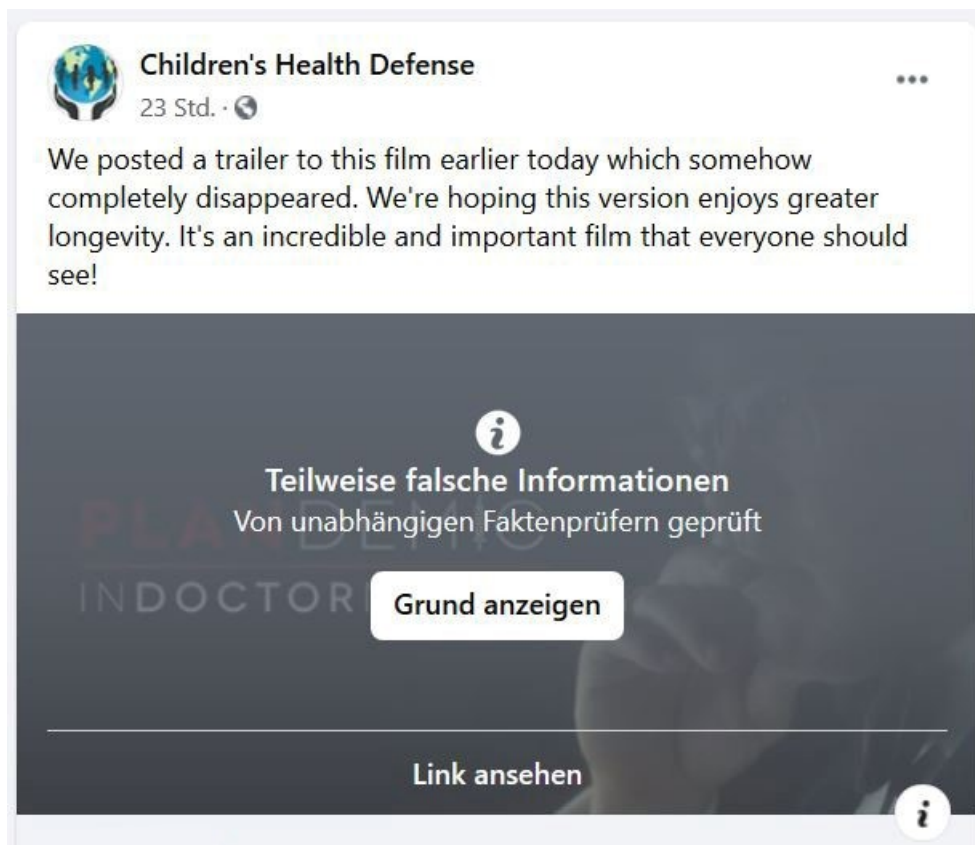 Children's Health Defense
23 Std. ·
We posted a trailer to this film earlier today which somehow
completely disappeared. We're hoping this version enjoys greater
longevity. It's an incredible and important film that everyone should
see!
Teilweise falsche Informationen
Von unabhängigen Faktenprüfern geprüft
PLANDEMIC
INDOCTOR
Grund anzeigen
Link ansehen